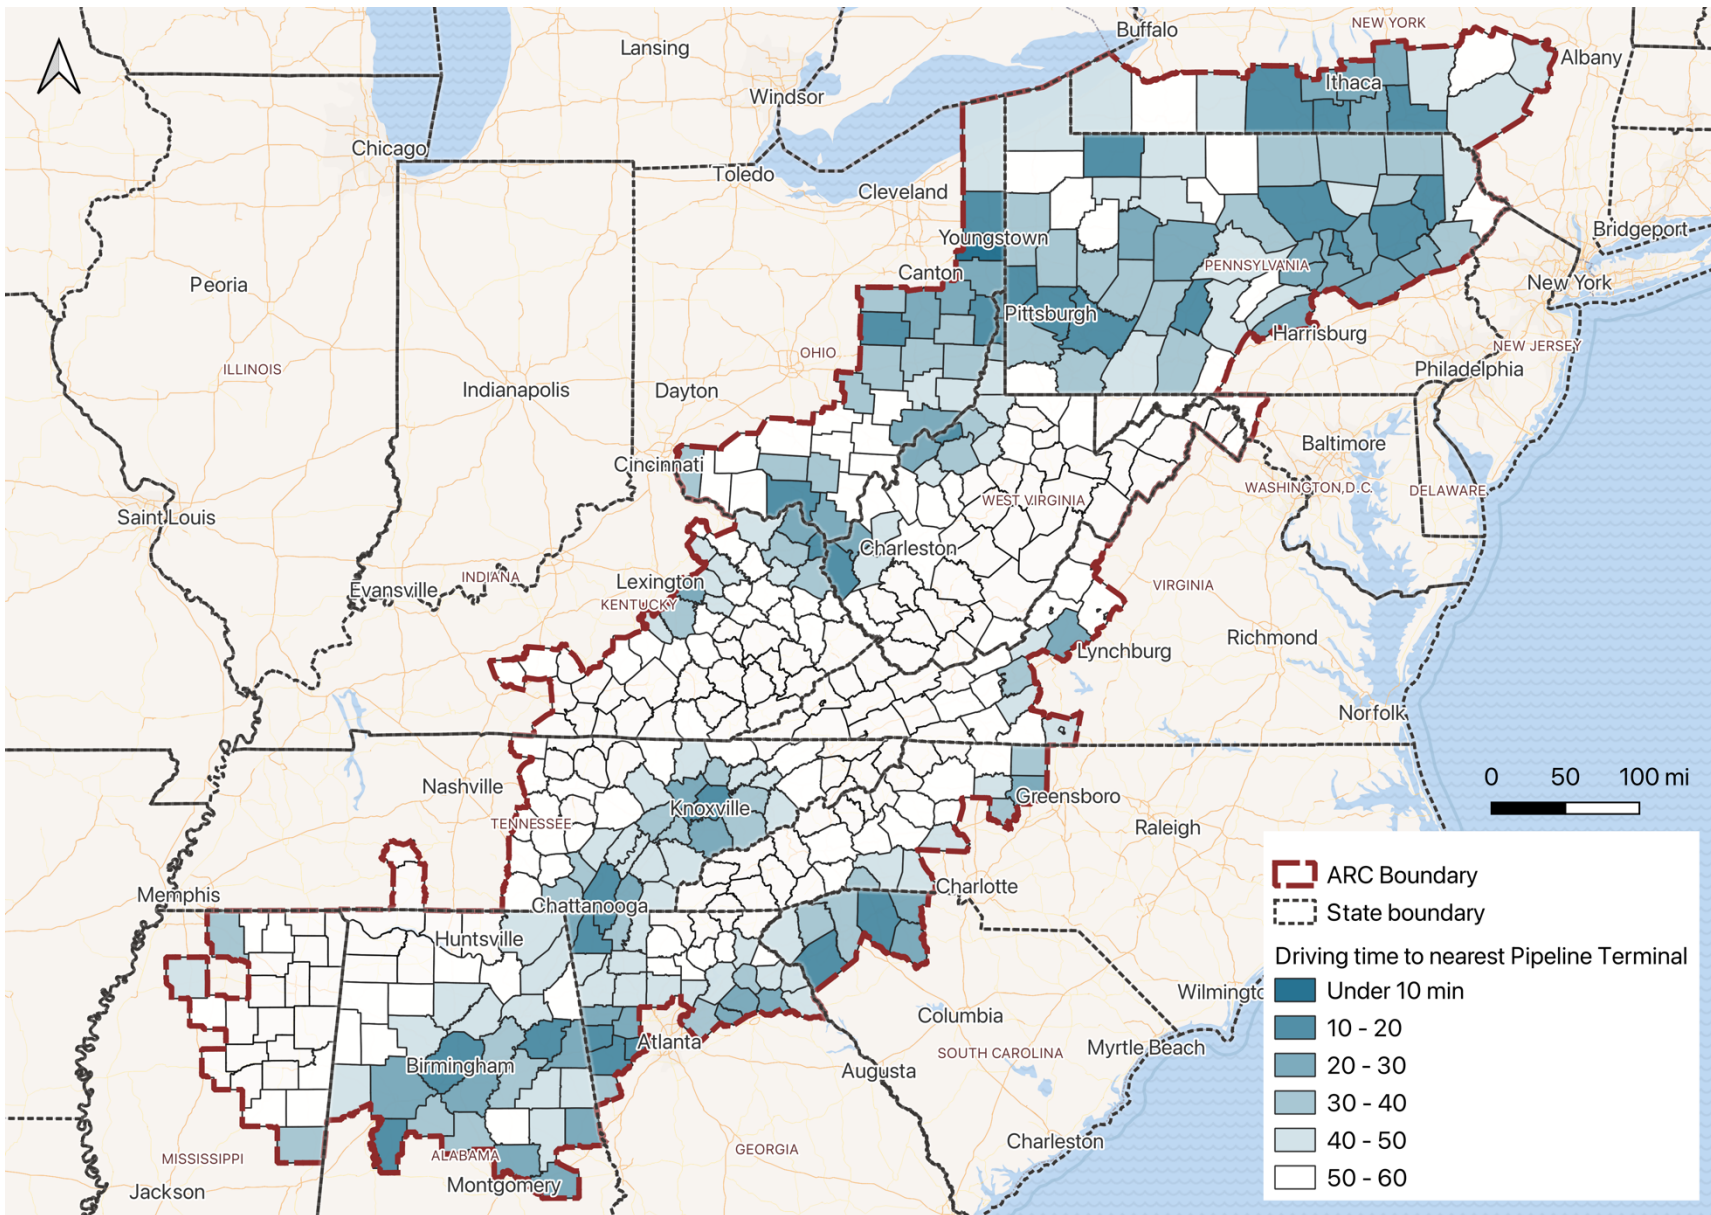 Buffalo
NEW YORK
Albany
Lansing
Windsor
Ithaca
Chicago
Toledo
Cleveland
Bridgeport
Youngstown
PENNSYLVANIA
Canton
New York
Peoria
Pittsburgh
Harrisburg
NEW JERSEY
OHIO
ILLINOIS
Philadelphia
Indianapolis
Dayton
Baltimore
Cincinnati
WASHINGTON,D.C.
DELAWARE
WEST VIRGINIA
Saint Louis
Charleston
INDIANA
Lexington
VIRGINIA
Evansville
KENTUCKY
Richmond
Lynchburg
Norfolk
0 50 100 mi
Nashville
Greensboro
Knoxville
TENNESSEE
Raleigh
Memphis
Charlotte
Chattanooga
Huntsville
Wilmingto
Columbia
Atlanta
Myrtle Beach
SOUTH CAROLINA
Birmingham
Augusta
Charleston
GEORGIA
MISSISSIPPI
ALABAMA
Jackson
Montgomery
ARC Boundary
State boundary
Driving time to nearest Pipeline Terminal
Under 10 min
10 - 20
20 - 30
30 - 40
40 - 50
50 - 60